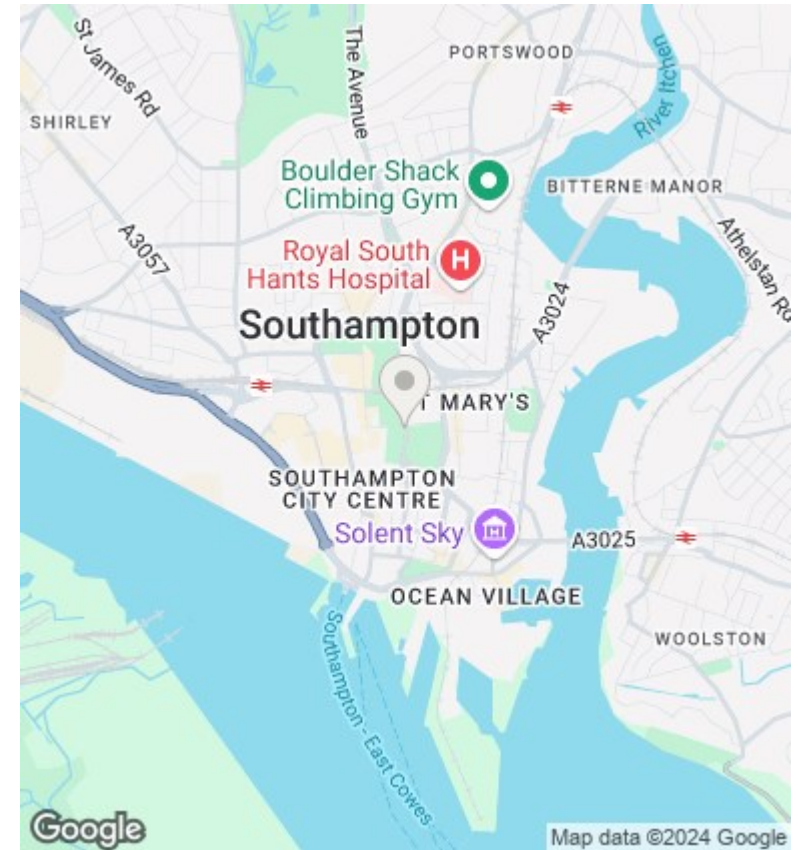 St James Rd
The Avenue
PORTSWOOD
River Itchen
SHIRLEY
Boulder Shack
Climbing Gym
BITTERNE MANOR
A3057
Royal South
Hants Hospital
H
Athelstan Rd
A3024
Southampton
T MARY'S
SOUTHAMPTON
CITY CENTRE
Solent Sky
A3025
OCEAN VILLAGE
WOOLSTON
Southampton - East Cowes
Google
Map data ©2024 Google